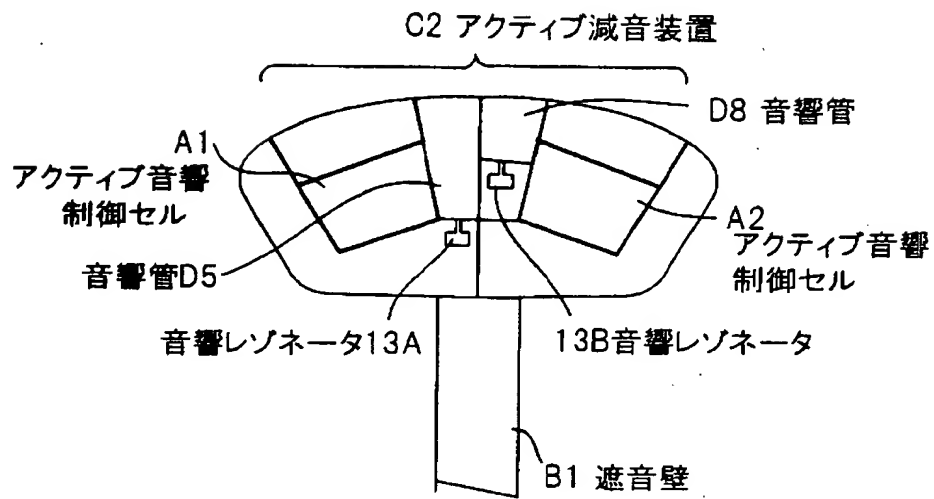 C2 アクティブ減音装置
D8 音響管
A1
アクティブ音響
制御セル
A2
アクティブ音響
制御セル
音響管D5
音響レゾネータ13A
13B音響レゾネータ
B1 遮音壁